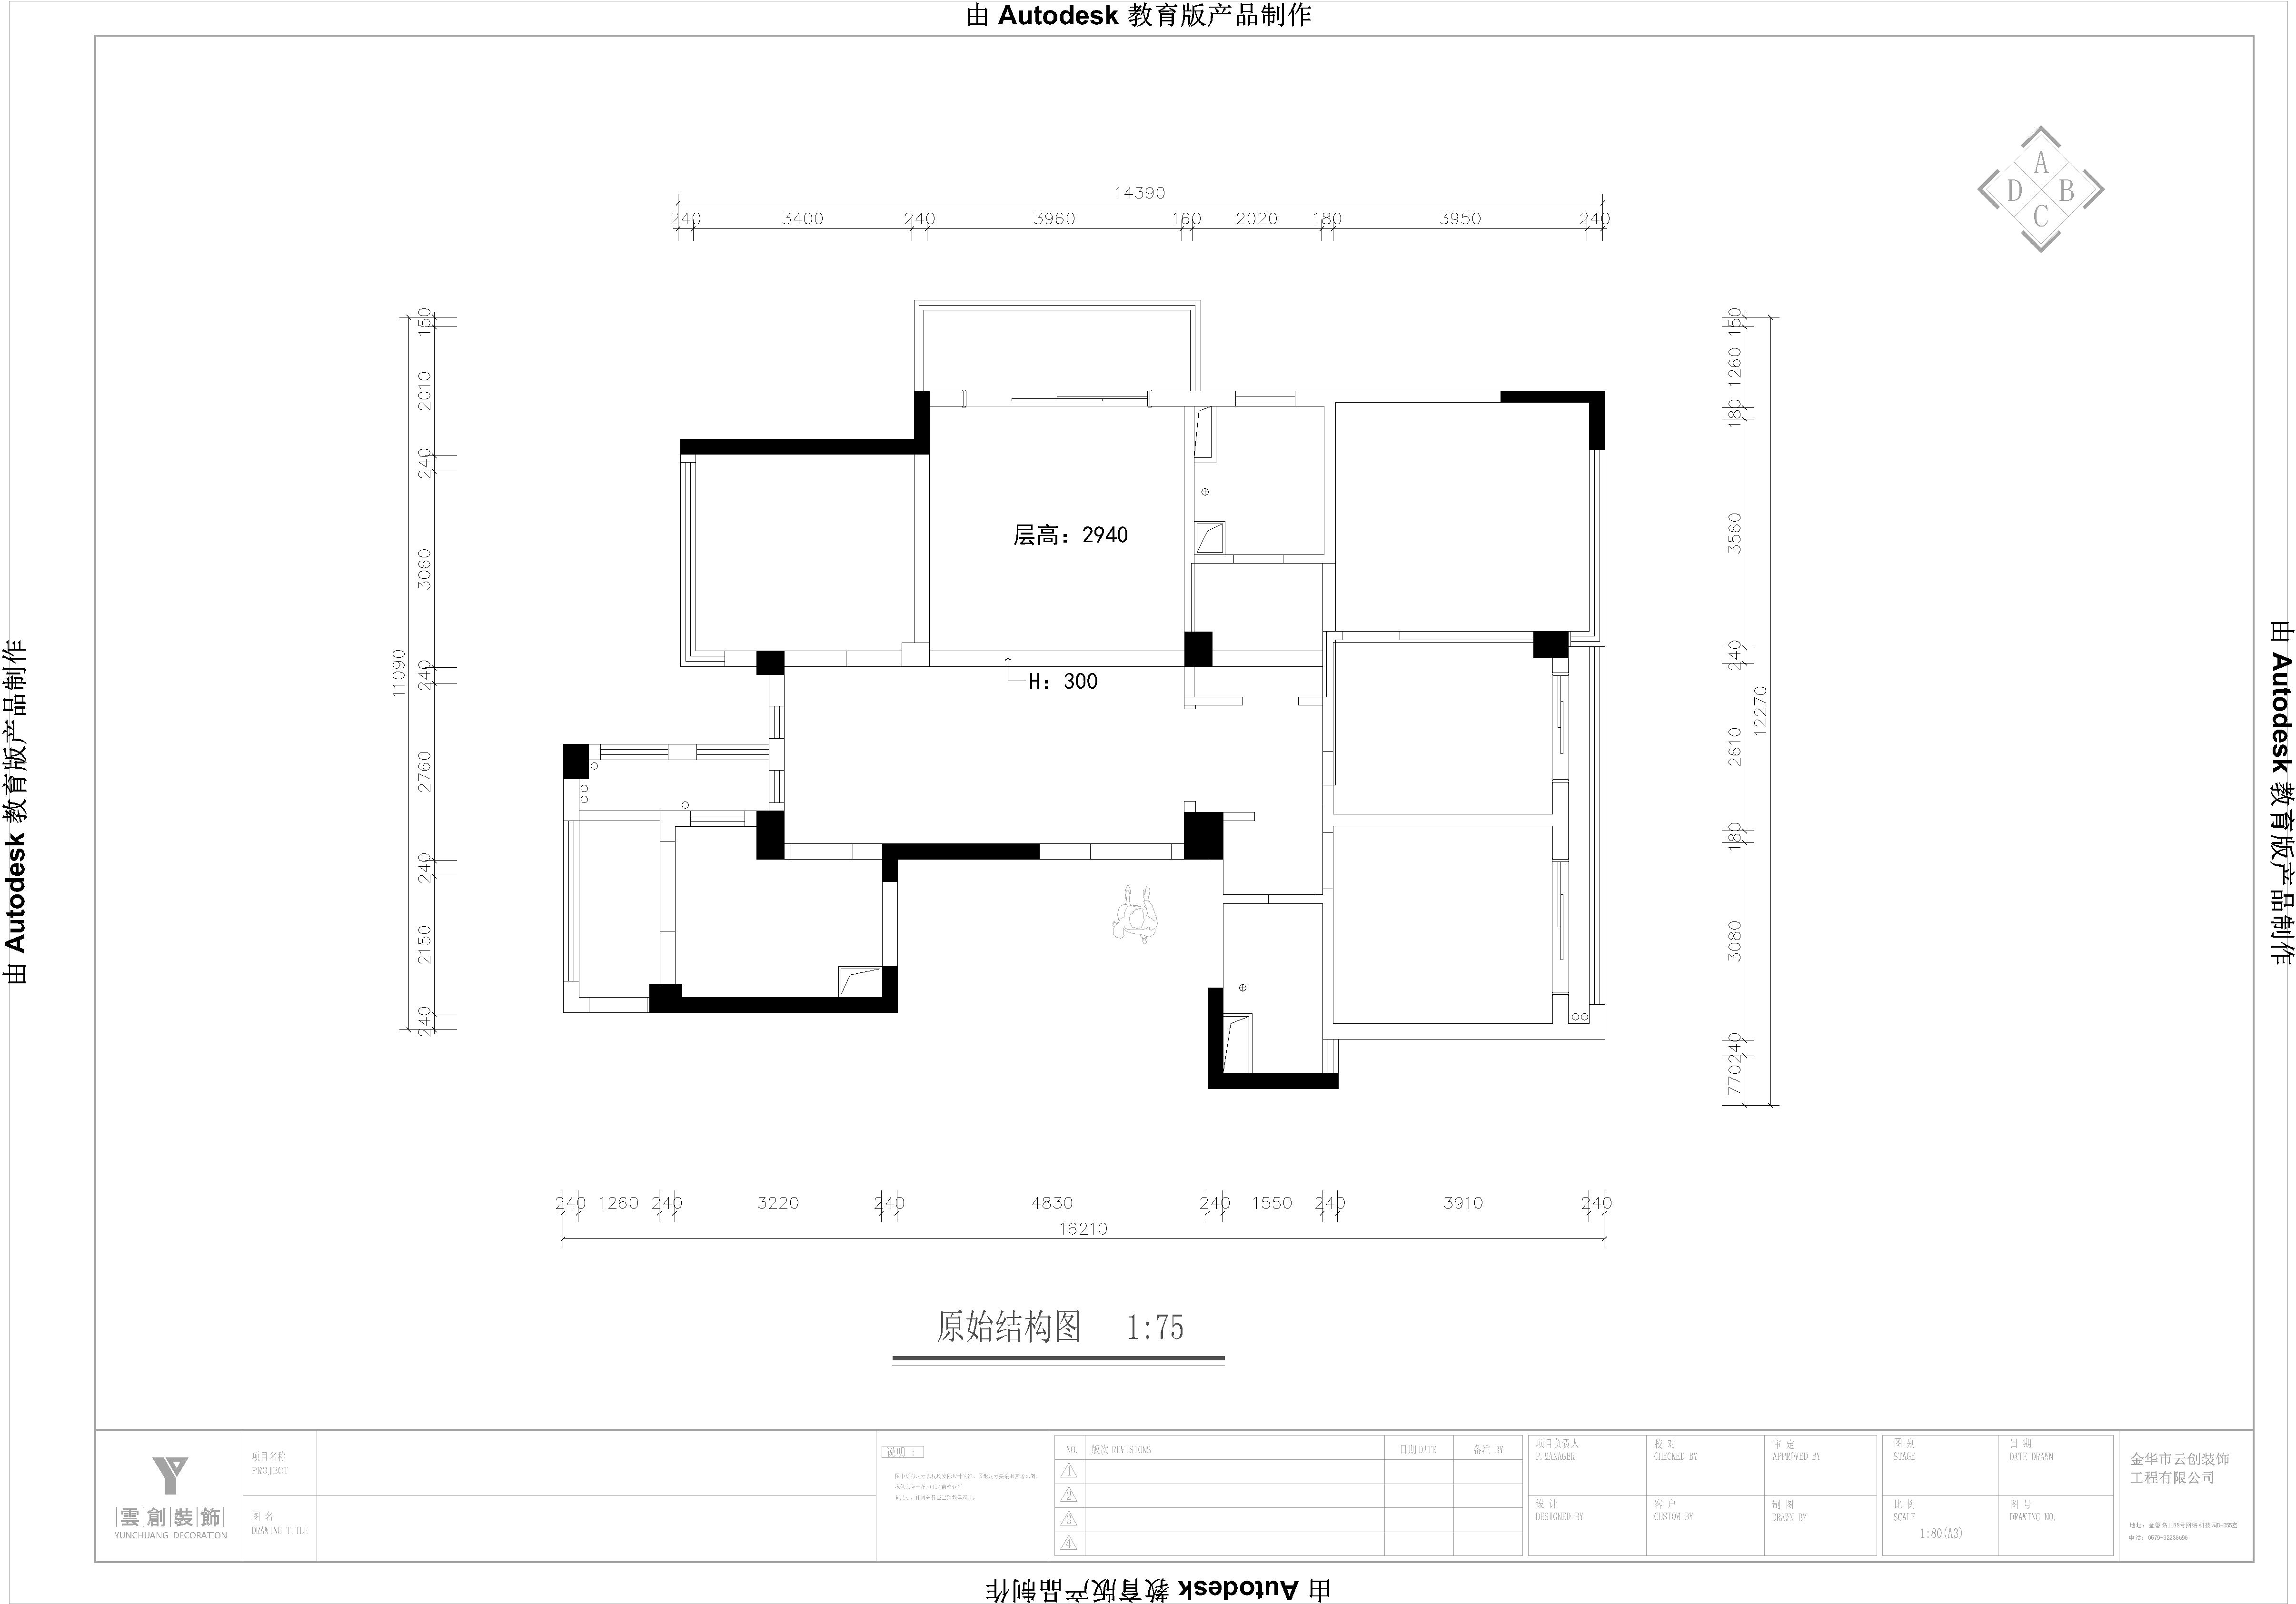 由 Autodesk 教育版产品制作
A
D B
C
14390
240 3400 240 3960 160 2020 180 3950 240
150
2010
240
3060
240
2760
240
2150
240
11090
150
1260
180
3560
240
2610
180
3080
240
770
12270
层高：2940
H：300
240 1260 240 3220 240 4830 240 1550 240 3910 240
16210
原始结构图 1:75
由 Autodesk 教育版产品制作
由 Autodesk 教育版产品制作
雲創裝飾
YUNCHUANG DECORATION
项目名称
PROJECT
图 名
DRAWING TITLE
说明：
NO. 版次 REVISIONS 日期 DATE 备注 BY
1
2
3
4
项目负责人
P.MANAGER
校 对
CHECKED BY
审 定
APPROVED BY
图 别
STAGE
日 期
DATE DRAWN
设 计
DESIGNED BY
客 户
CUSTOM BY
制 图
DRAWN BY
比 例
SCALE
1:80(A3)
图 号
DRAWING NO.
金华市云创装饰
工程有限公司
由 Autodesk 教育版产品制作